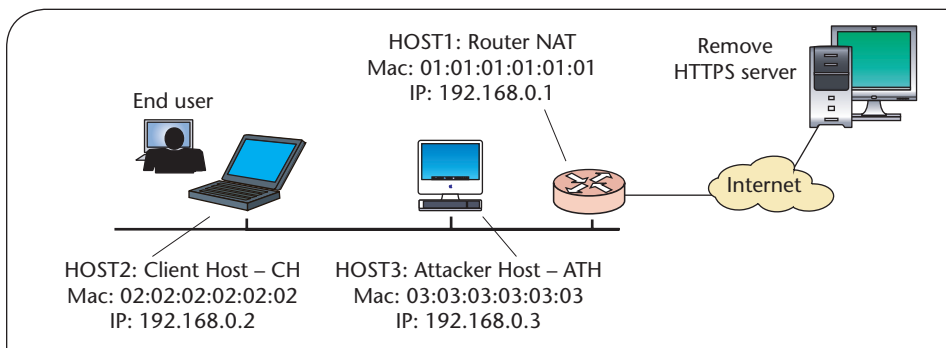 HOST1: Router NAT
Mac: 01:01:01:01:01:01
IP: 192.168.0.1
Remove
HTTPS server
End user
Internet
HOST2: Client Host – CH
Mac: 02:02:02:02:02:02
IP: 192.168.0.2
HOST3: Attacker Host – ATH
Mac: 03:03:03:03:03:03
IP: 192.168.0.3